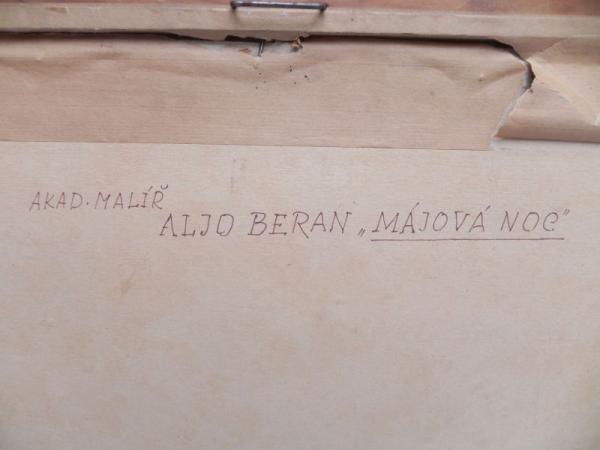 AKAD. MALÍŘ
ALJO BERAN „MÁJOVÁ NOC"